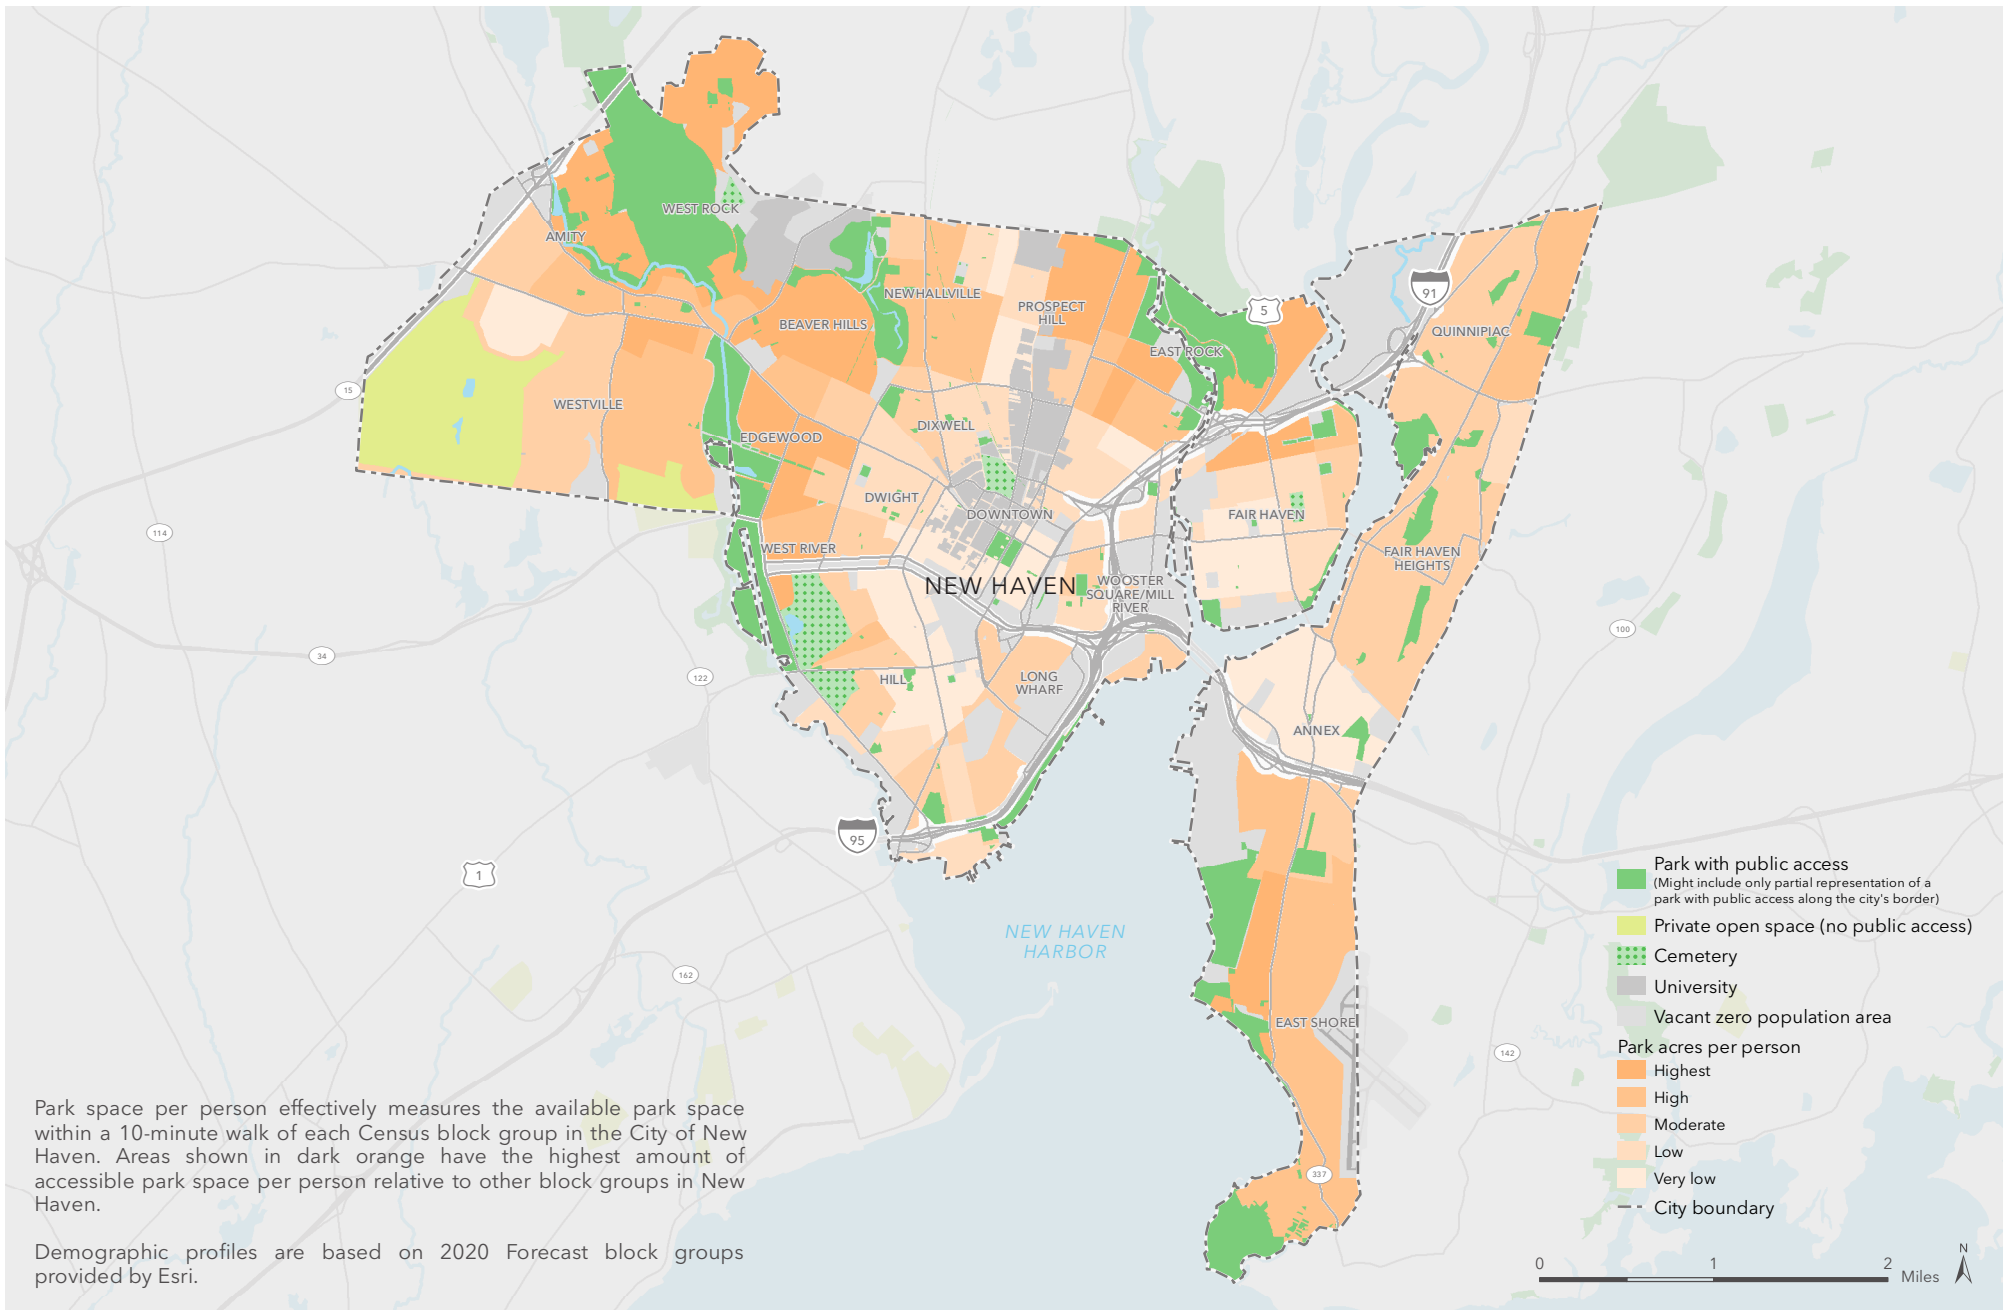 WEST ROCK
AMITY
NEWHALLVILLE
PROSPECT
HILL
BEAVER HILLS
5
91
QUINNIPIAC
EAST ROCK
15
WESTVILLE
EDGEWOOD
DIXWELL
DWIGHT
DOWNTOWN
FAIR HAVEN
114
WEST RIVER
FAIR HAVEN
HEIGHTS
NEW HAVEN
WOOSTER
SQUARE/MILL
RIVER
100
34
122
HILL
LONG
WHARF
ANNEX
95
1
NEW HAVEN
HARBOR
162
EAST SHORE
142
337
Park with public access
(Might include only partial representation of a
park with public access along the city's border)
Private open space (no public access)
Cemetery
University
Vacant zero population area
Park acres per person
Highest
High
Moderate
Low
Very low
City boundary
Park space per person effectively measures the available park space
within a 10-minute walk of each Census block group in the City of New
Haven. Areas shown in dark orange have the highest amount of
accessible park space per person relative to other block groups in New
Haven.
Demographic profiles are based on 2020 Forecast block groups
provided by Esri.
0 1 2 Miles
N